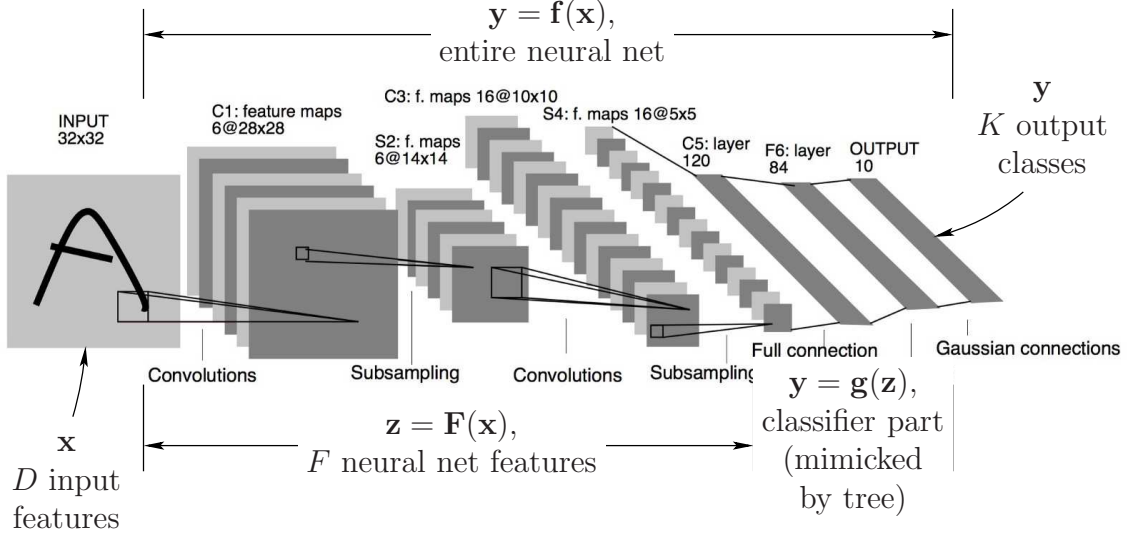 y = f(x),
entire neural net
INPUT
32x32
C1: feature maps
6@28x28
C3: f. maps 16@10x10
S2: f. maps
6@14x14
S4: f. maps 16@5x5
C5: layer
120
F6: layer
84
OUTPUT
10
y
K output
classes
Convolutions
Subsampling
Convolutions
Subsampling
Full connection
Gaussian connections
x
D input
features
z = F(x),
F neural net features
y = g(z),
classifier part
(mimicked
by tree)